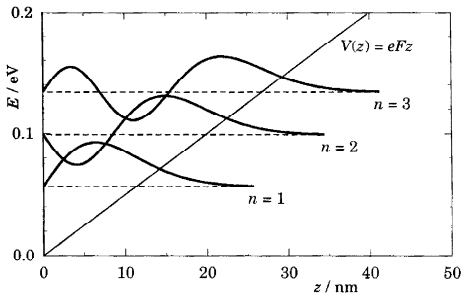 0.2
V(z) = eFz
E / eV
n = 3
0.1
n = 2
n = 1
0.0
0 10 20 30 40 50
z / nm